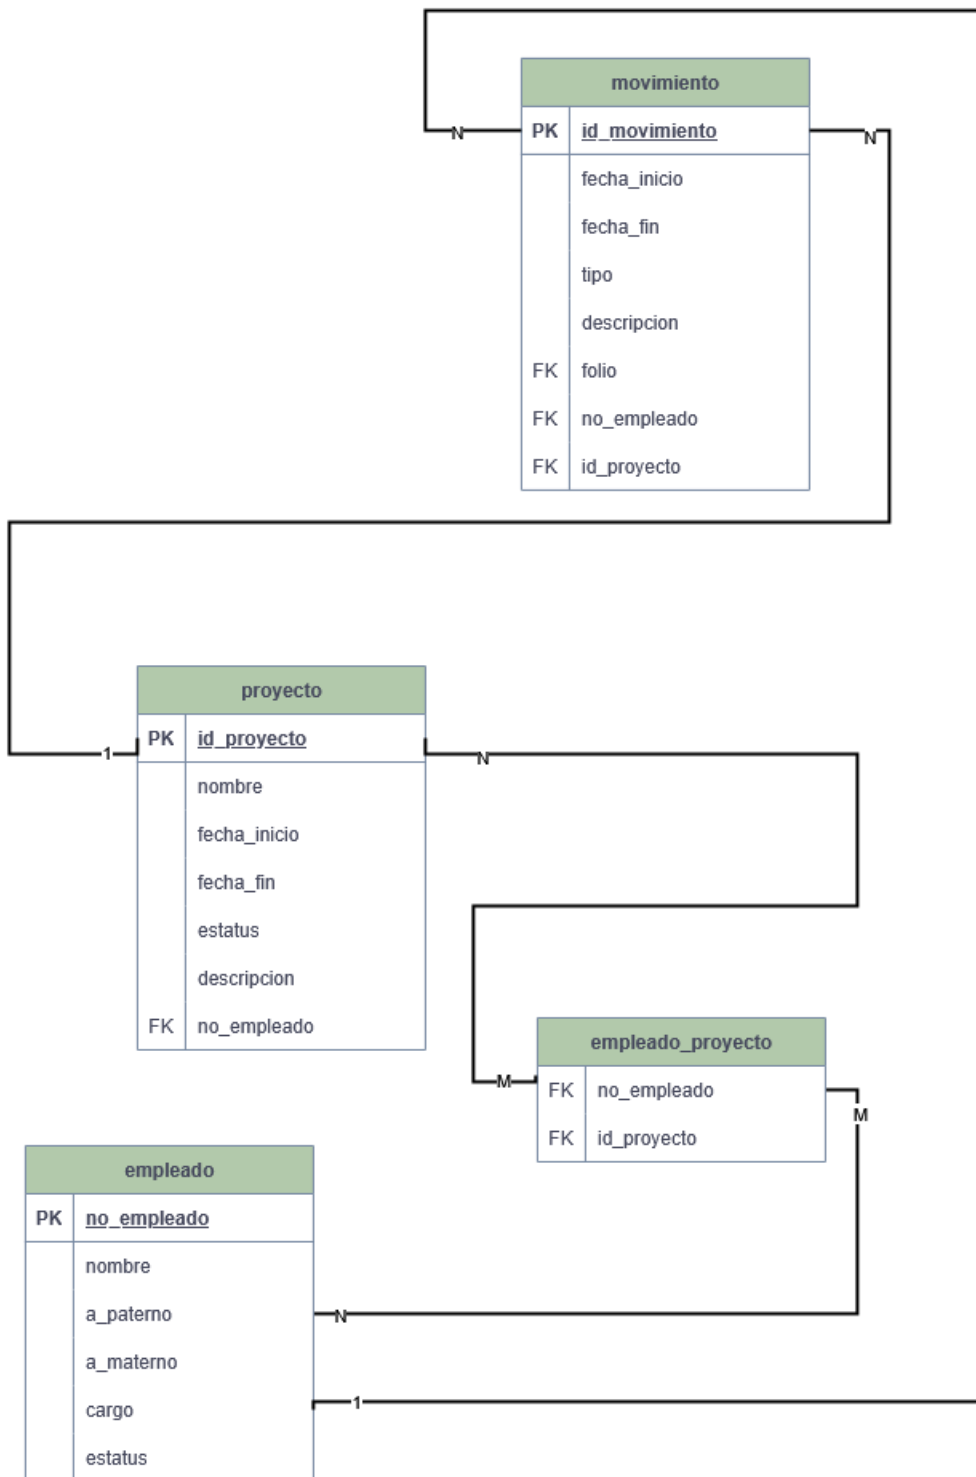 movimiento
N
PK id_movimiento
N
fecha_inicio
fecha_fin
tipo
descripcion
FK folio
FK no_empleado
FK id_proyecto
proyecto
1
PK id_proyecto
N
nombre
fecha_inicio
fecha_fin
estatus
descripcion
FK no_empleado
empleado_proyecto
M
FK no_empleado
M
FK id_proyecto
empleado
PK no_empleado
nombre
a_paterno
N
a_materno
cargo
1
estatus